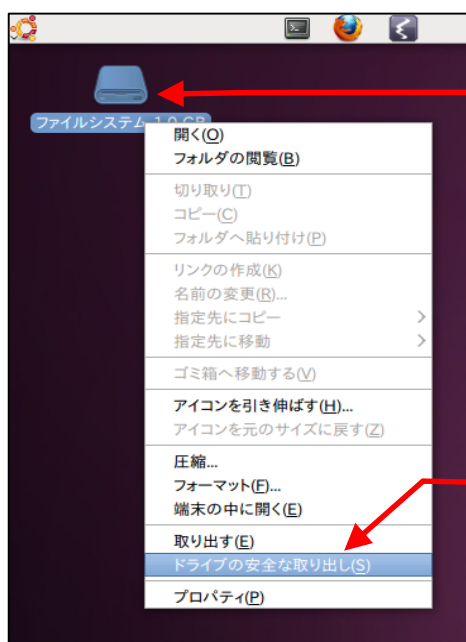 ファイルシステム 1.0 GB
開く(O)
フォルダの閲覧(B)
切り取り(T)
コピー(C)
フォルダへ貼り付け(P)
リンクの作成(K)
名前の変更(R)...
指定先にコピー
指定先に移動
ゴミ箱へ移動する(V)
アイコンを引き伸ばす(H)...
アイコンを元のサイズに戻す(Z)
圧縮...
フォーマット(F)...
端末の中に開く(E)
取り出す(E)
ドライブの安全な取り出し(S)
プロパティ(P)